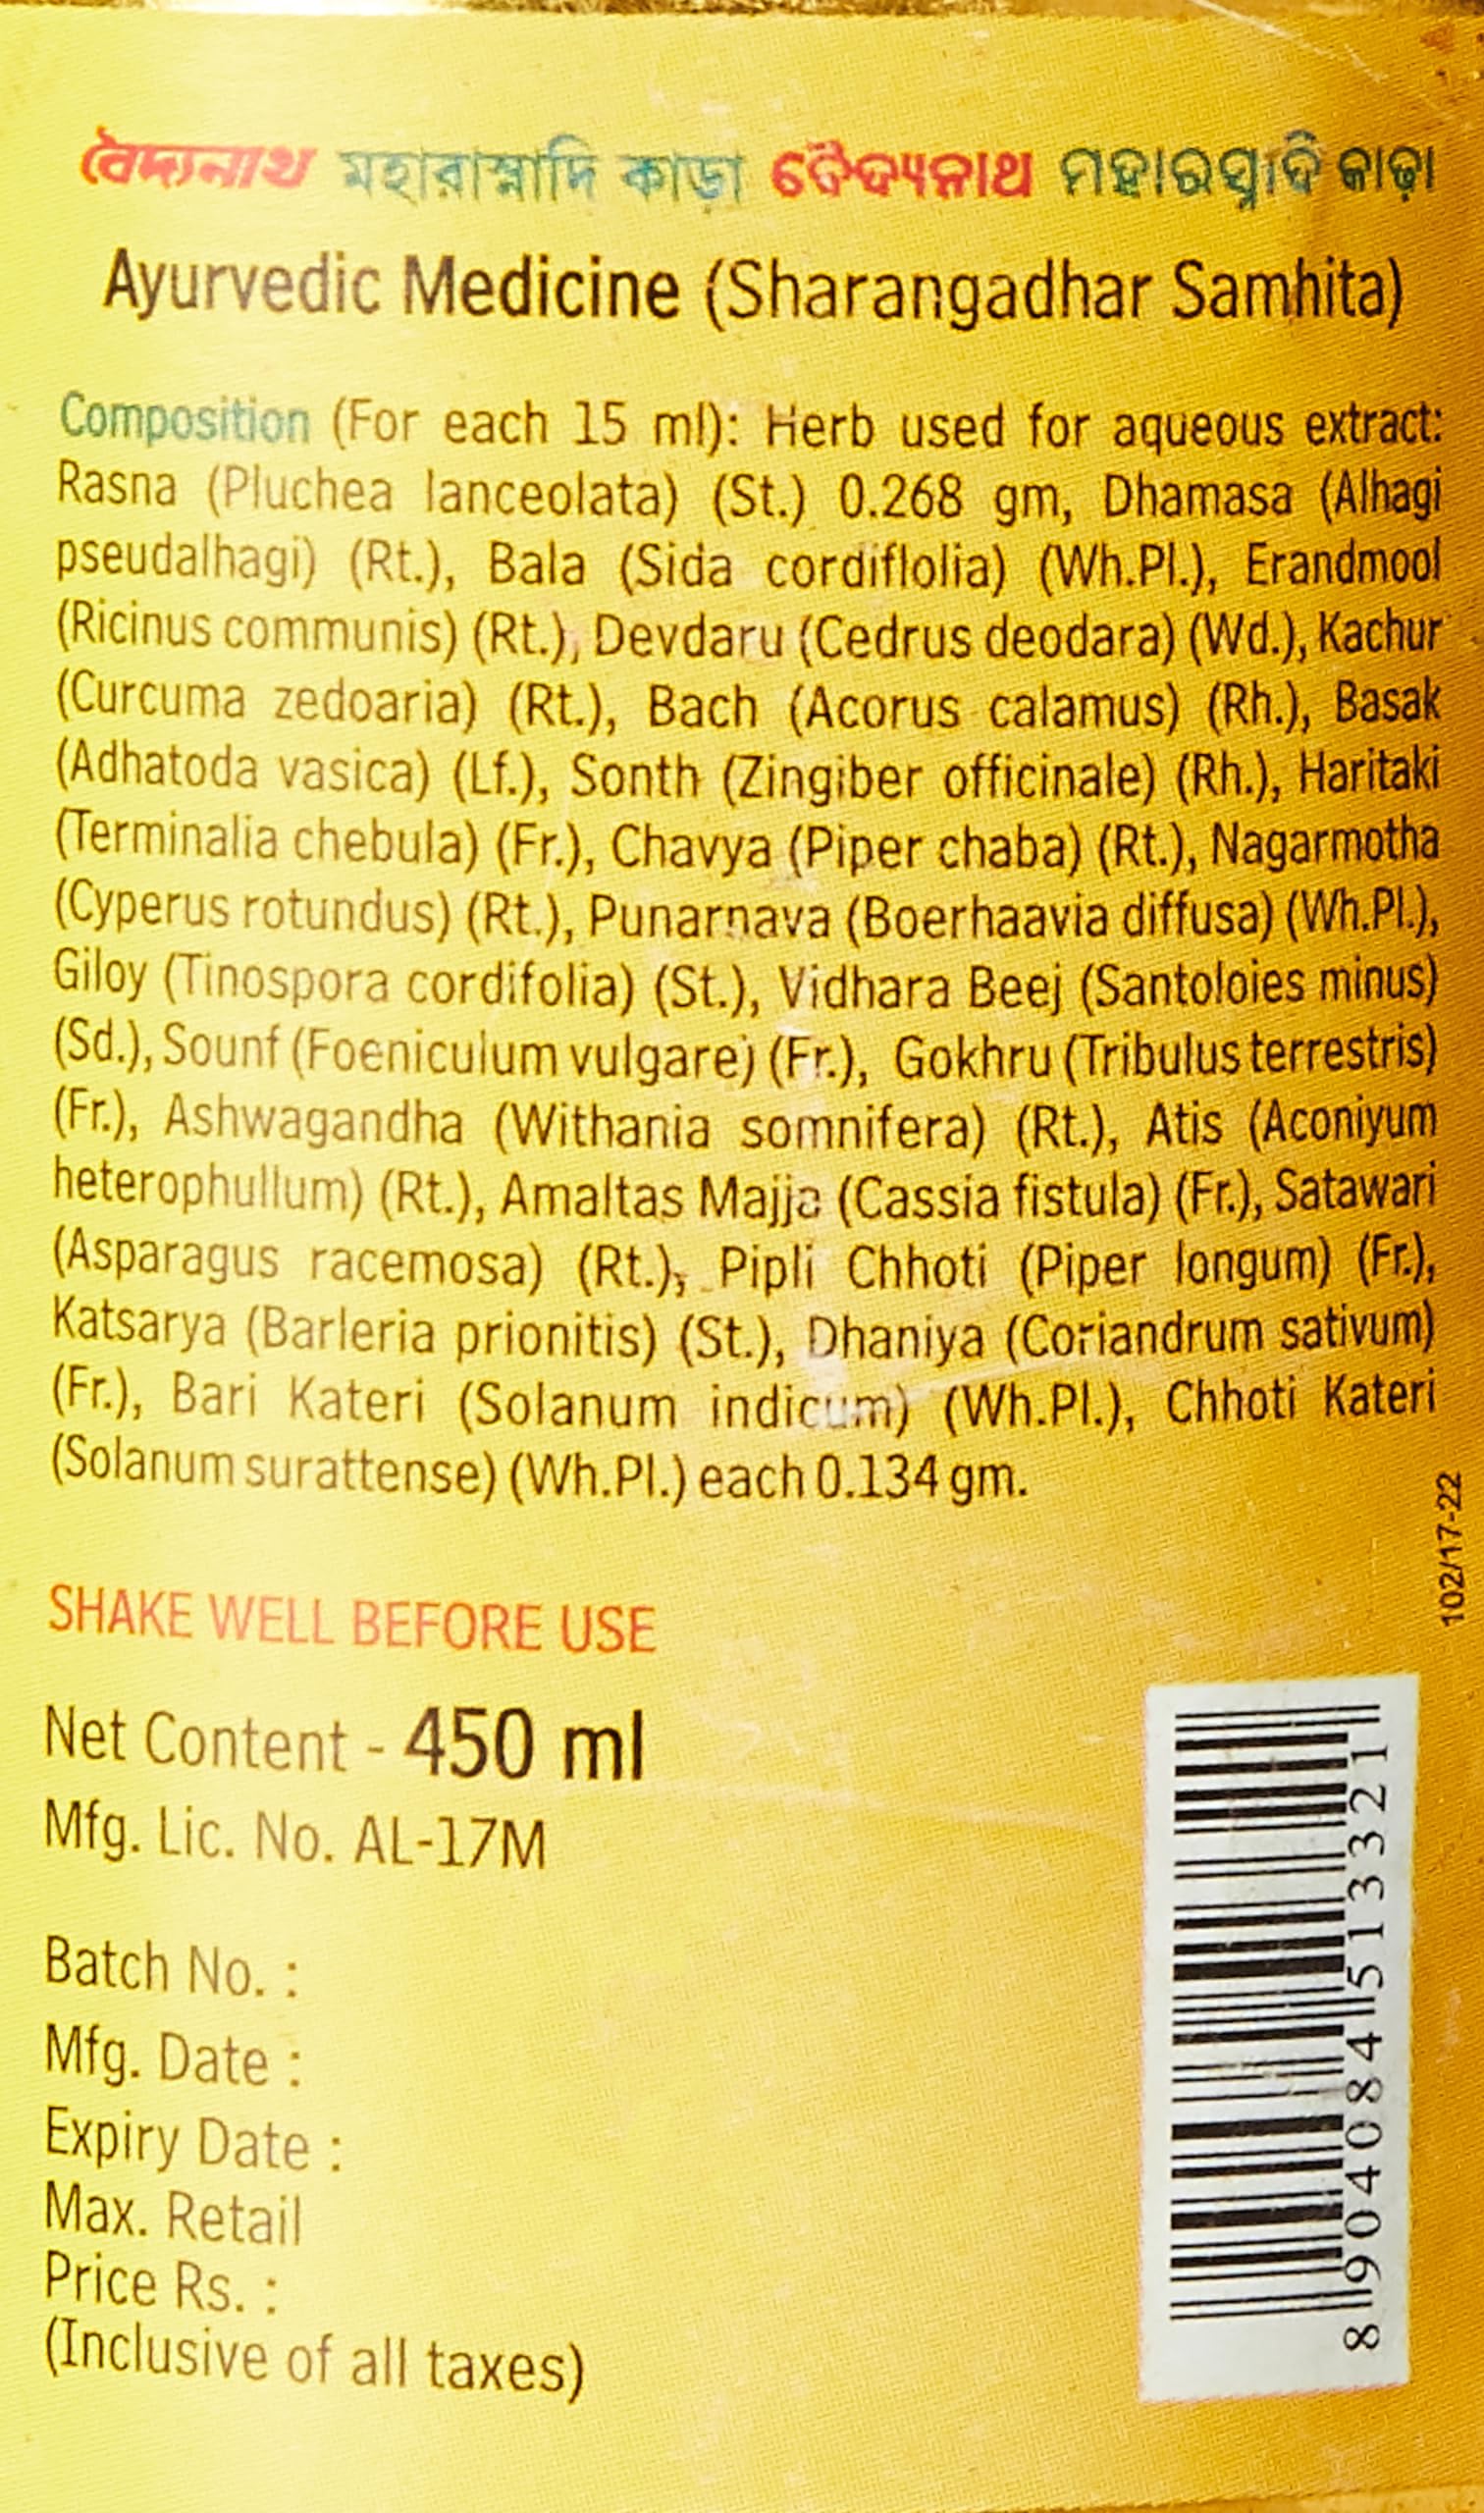 বৈদ্যনাথ মহারাস্নাদি কাড়া ବୈଦ୍ୟନାଥ ମହାରାସ୍ନାଦି କାଢ଼ା
Ayurvedic Medicine (Sharangadhar Samhita)
Composition (For each 15 ml): Herb used for aqueous extract:
Rasna (Pluchea lanceolata) (St.) 0.268 gm, Dhamasa (Alhagi
pseudalhagi) (Rt.), Bala (Sida cordiflolia) (Wh.Pl.), Erandmool
(Ricinus communis) (Rt.), Devdaru (Cedrus deodara) (Wd.), Kachur
(Curcuma zedoaria) (Rt.), Bach (Acorus calamus) (Rh.), Basak
(Adhatoda vasica) (Lf.), Sonth (Zingiber officinale) (Rh.), Haritaki
(Terminalia chebula) (Fr.), Chavya (Piper chaba) (Rt.), Nagarmotha
(Cyperus rotundus) (Rt.), Punarnava (Boerhaavia diffusa) (Wh.Pl.),
Giloy (Tinospora cordifolia) (St.), Vidhara Beej (Santoloies minus)
(Sd.), Sounf (Foeniculum vulgare) (Fr.), Gokhru (Tribulus terrestris)
(Fr.), Ashwagandha (Withania somnifera) (Rt.), Atis (Aconiyum
heterophullum) (Rt.), Amaltas Majja (Cassia fistula) (Fr.), Satawari
(Asparagus racemosa) (Rt.), Pipli Chhoti (Piper longum) (Fr.),
Katsarya (Barleria prionitis) (St.), Dhaniya (Coriandrum sativum)
(Fr.), Bari Kateri (Solanum indicum) (Wh.Pl.), Chhoti Kateri
(Solanum surattense) (Wh.Pl.) each 0.134 gm.
102/17-22
SHAKE WELL BEFORE USE
Net Content - 450 ml
Mfg. Lic. No. AL-17M
Batch No. :
Mfg. Date :
Expiry Date :
Max. Retail
Price Rs. :
(Inclusive of all taxes)
8 904084 513321